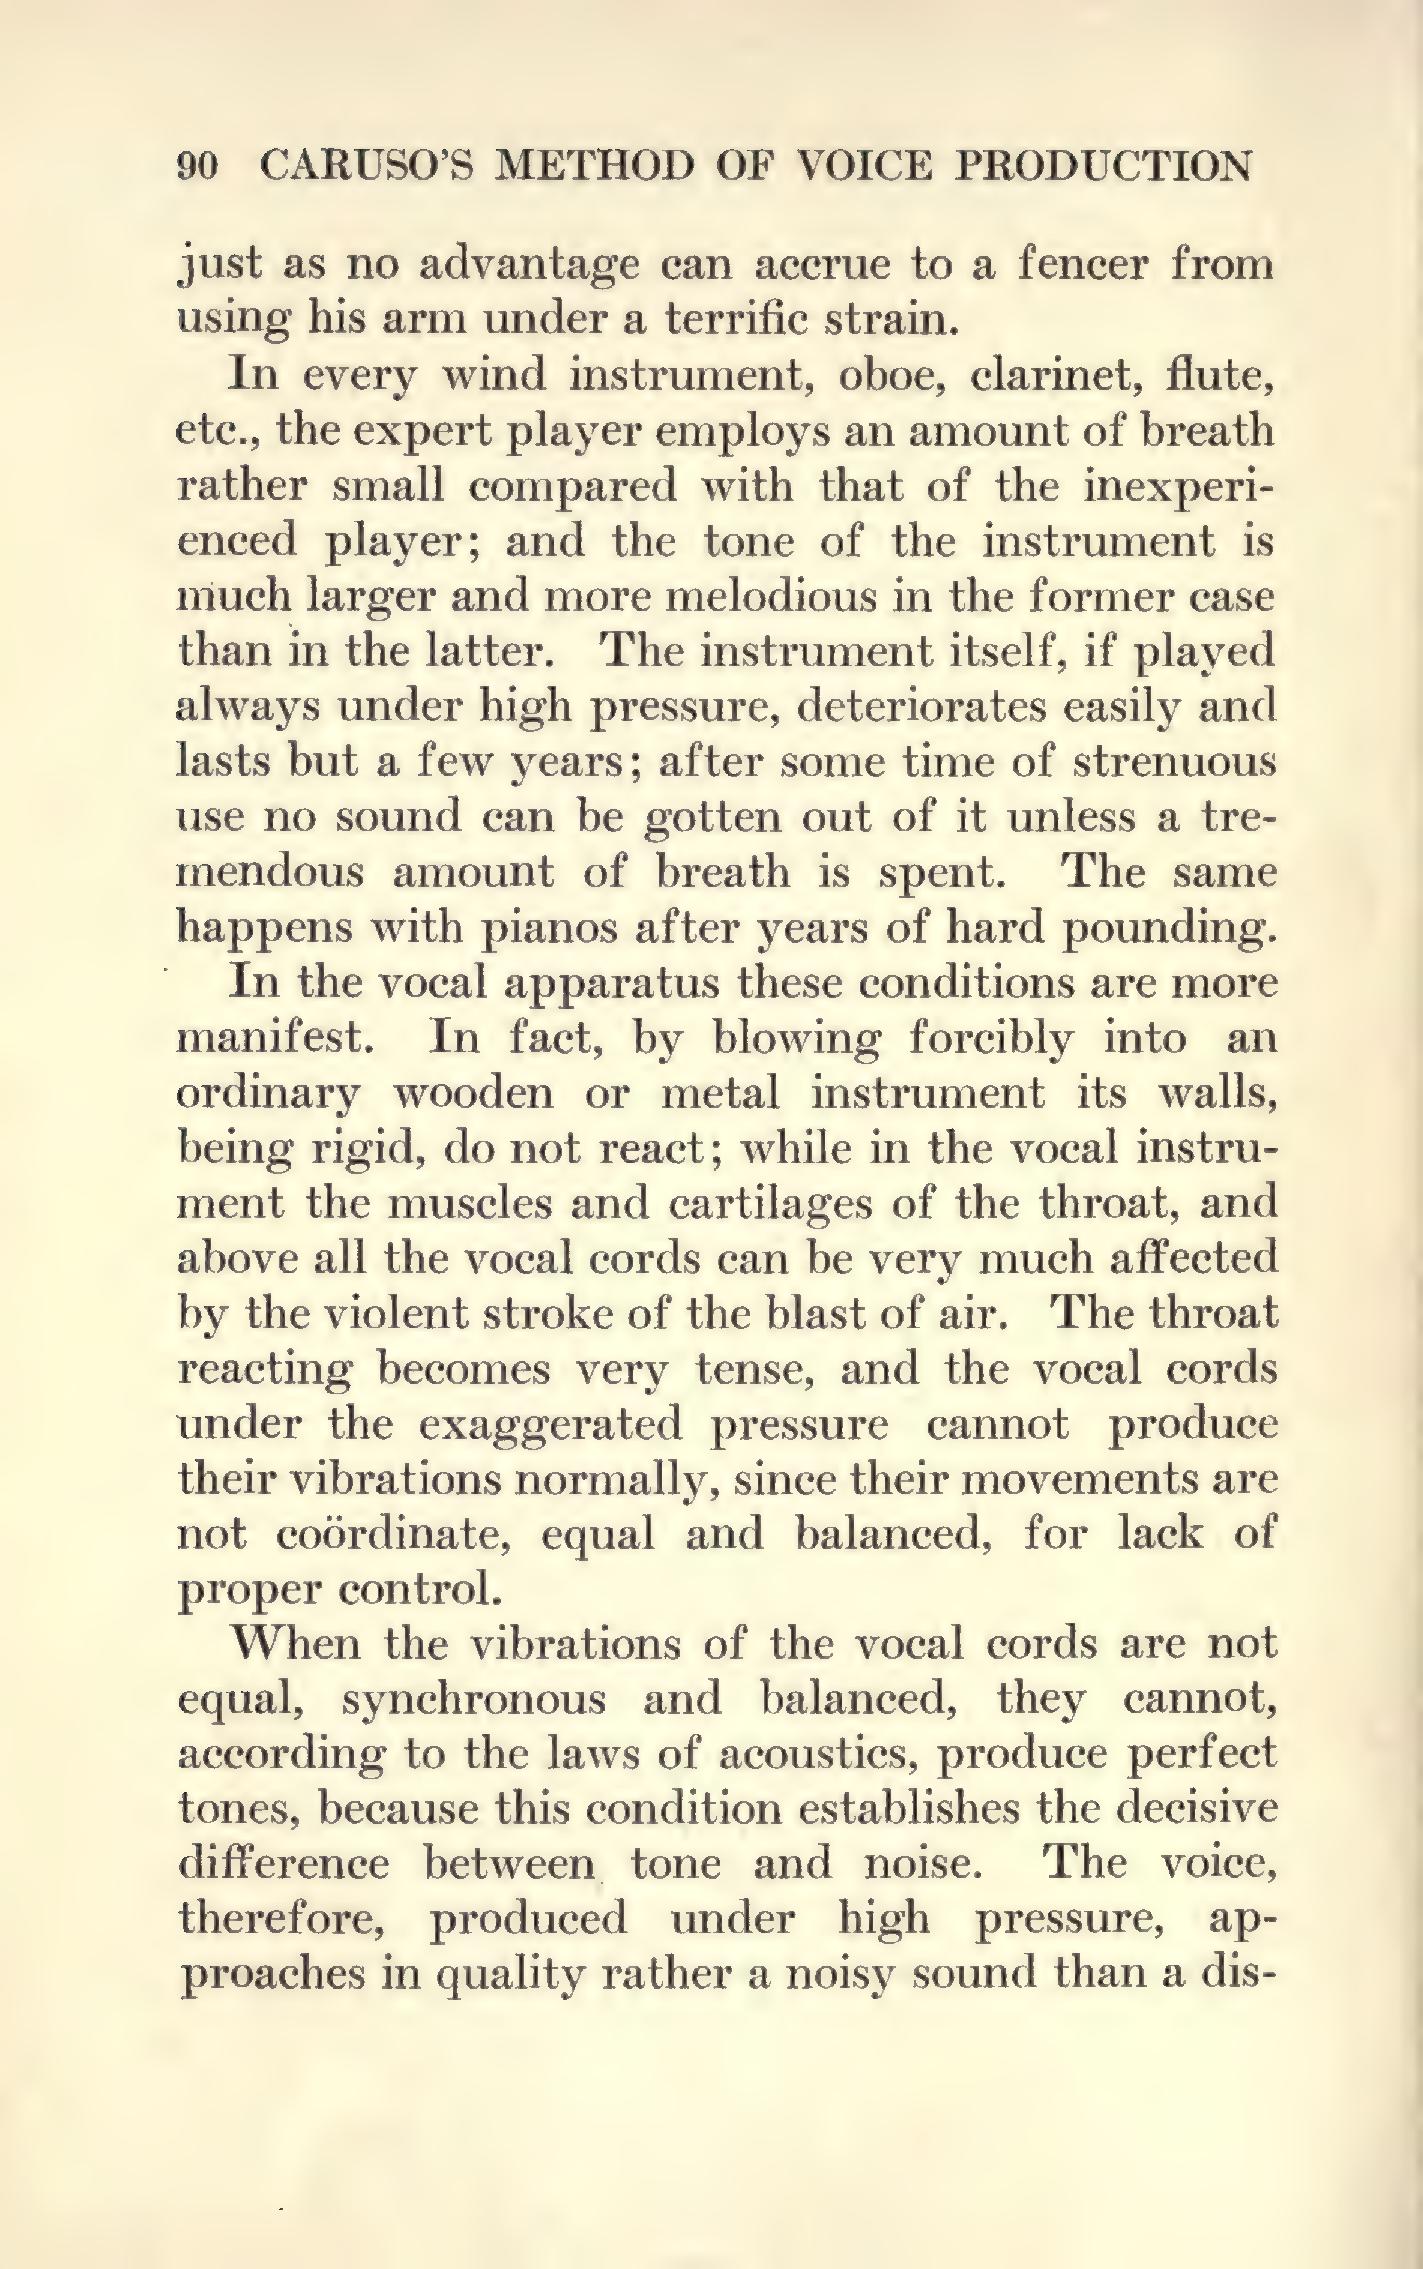 90 CARUSO'S METHOD OF VOICE PRODUCTION
just as no advantage can accrue to a fencer from
using his arm under a terrific strain.
In every wind instrument, oboe, clarinet, flute,
etc., the expert player employs an amount of breath
rather small compared with that of the inexperi-
enced player; and the tone of the instrument is
much larger and more melodious in the former case
than in the latter. The instrument itself, if played
always under high pressure, deteriorates easily and
lasts but a few years; after some time of strenuous
use no sound can be gotten out of it unless a tre-
mendous amount of breath is spent. The same
happens with pianos after years of hard pounding.
In the vocal apparatus these conditions are more
manifest. In fact, by blowing forcibly into an
ordinary wooden or metal instrument its walls,
being rigid, do not react; while in the vocal instru-
ment the muscles and cartilages of the throat, and
above all the vocal cords can be very much affected
by the violent stroke of the blast of air. The throat
reacting becomes very tense, and the vocal cords
under the exaggerated pressure cannot produce
their vibrations normally, since their movements are
not coördinate, equal and balanced, for lack of
proper control.
When the vibrations of the vocal cords are not
equal, synchronous and balanced, they cannot,
according to the laws of acoustics, produce perfect
tones, because this condition establishes the decisive
difference between tone and noise. The voice,
therefore, produced under high pressure, ap-
proaches in quality rather a noisy sound than a dis-